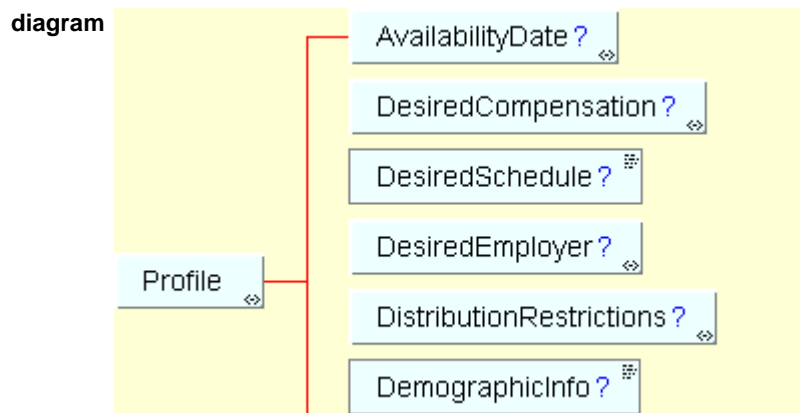 diagram
AvailabilityDate?
DesiredCompensation?
DesiredSchedule?
DesiredEmployer?
Profile
DistributionRestrictions?
DemographicInfo?